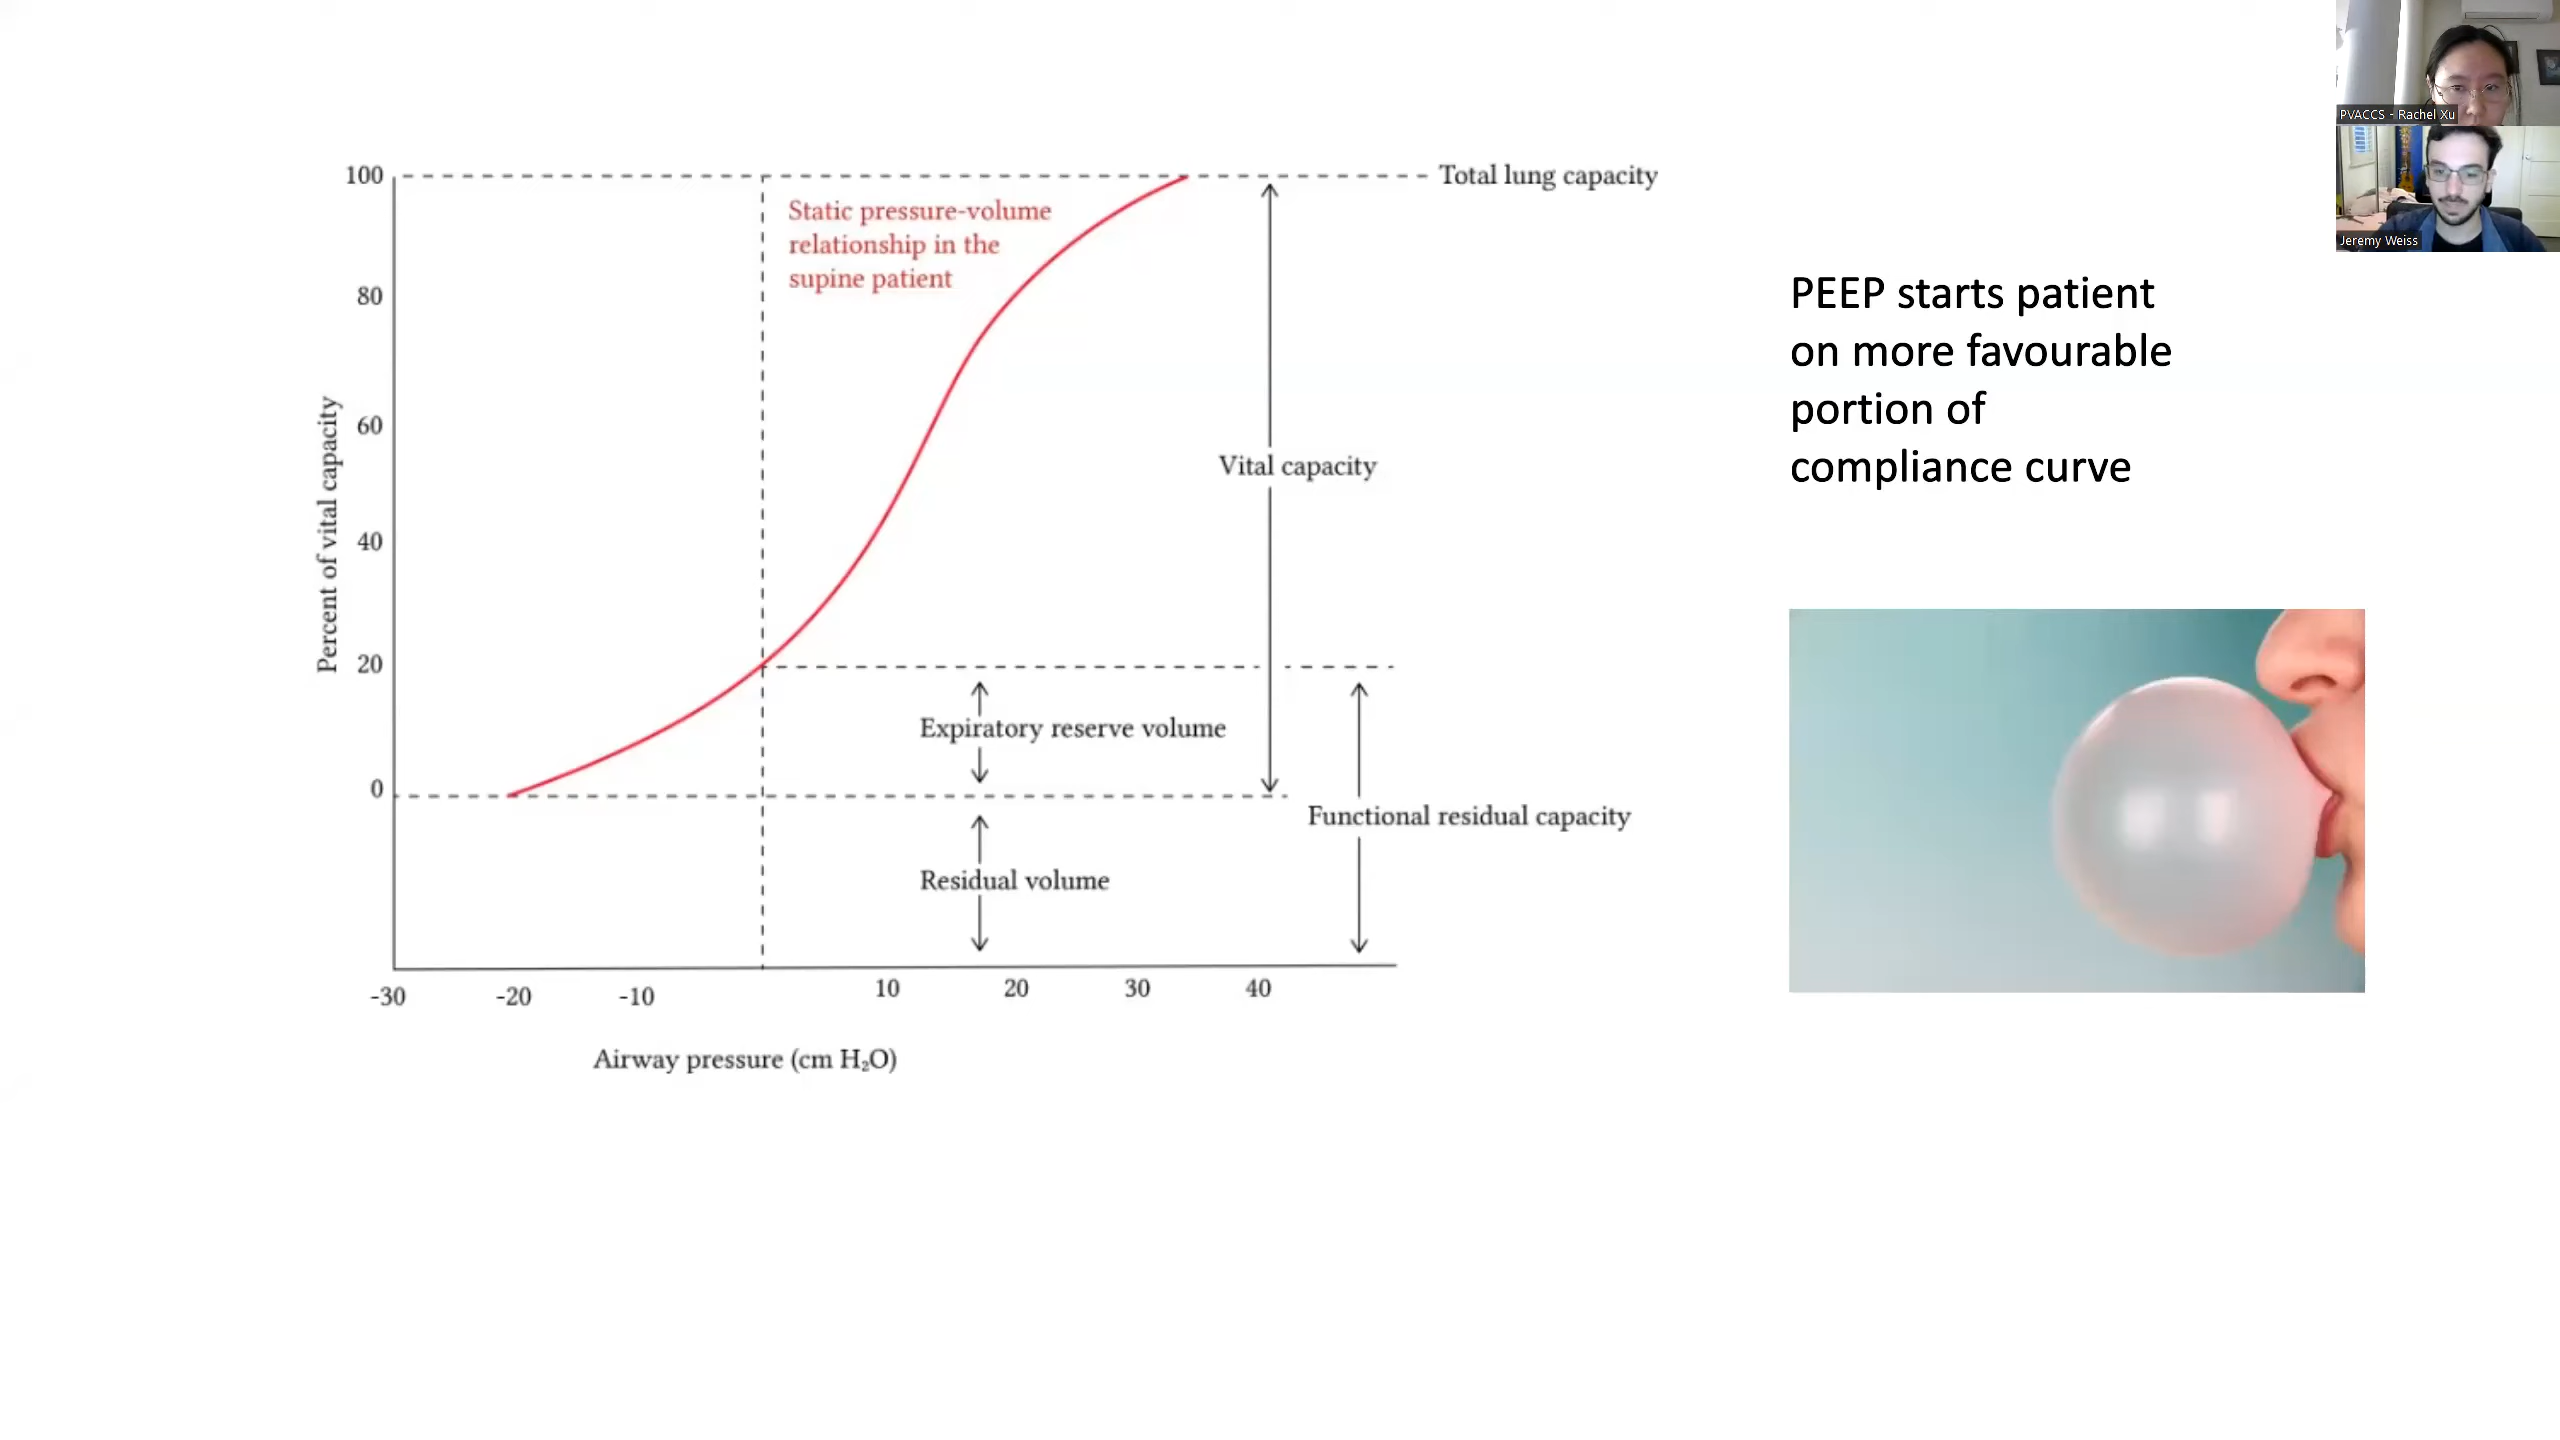 PVACCS - Rachel Xu
Jeremy Weiss
100
80
60
40
20
0
Percent of vital capacity
Static pressure-volume
relationship in the
supine patient
Total lung capacity
Vital capacity
Expiratory reserve volume
Functional residual capacity
Residual volume
-30 -20 -10 10 20 30 40
Airway pressure (cm H₂O)
PEEP starts patient
on more favourable
portion of
compliance curve